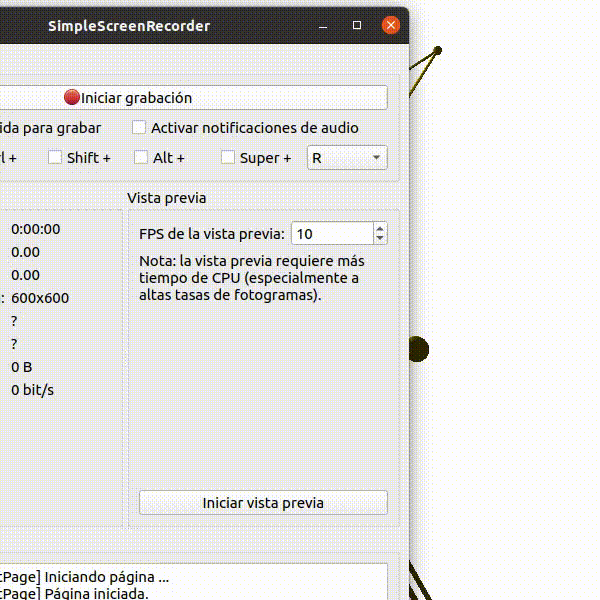 SimpleScreenRecorder
Iniciar grabación
para grabar Activar notificaciones de audio
+ Shift + Alt + Super + R
Vista previa
0:00:00
FPS de la vista previa: 10
0.00
Nota: la vista previa requiere más
0.00
tiempo de CPU (especialmente a
: 600x600
altas tasas de fotogramas).
?
?
0 B
0 bit/s
Iniciar vista previa
Page] Iniciando página ...
Page] Página iniciada.